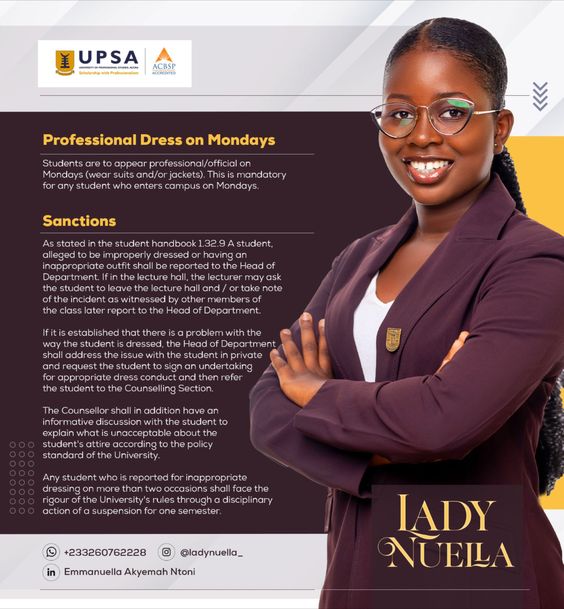 UPSA
UNIVERSITY OF PROFESSIONAL STUDIES, ACCRA
Scholarship with Professionalism
ACBSP
ACCREDITED
Professional Dress on Mondays
Students are to appear professional/official on
Mondays (wear suits and/or jackets). This is mandatory
for any student who enters campus on Mondays.
Sanctions
As stated in the student handbook 1.32.9 A student,
alleged to be improperly dressed or having an
inappropriate outfit shall be reported to the Head of
Department. If in the lecture hall, the lecturer may ask
the student to leave the lecture hall and / or take note
of the incident as witnessed by other members of
the class later report to the Head of Department.
If it is established that there is a problem with the
way the student is dressed, the Head of Department
shall address the issue with the student in private
and request the student to sign an undertaking
for appropriate dress conduct and then refer
the student to the Counselling Section.
The Counsellor shall in addition have an
informative discussion with the student to
explain what is unacceptable about the
student's attire according to the policy
standard of the University.
Any student who is reported for inappropriate
dressing on more than two occasions shall face the
rigour of the University's rules through a disciplinary
action of a suspension for one semester.
LADY
NUELLA
+233260762228 @ladynuella_
in Emmanuella Akyemah Ntoni